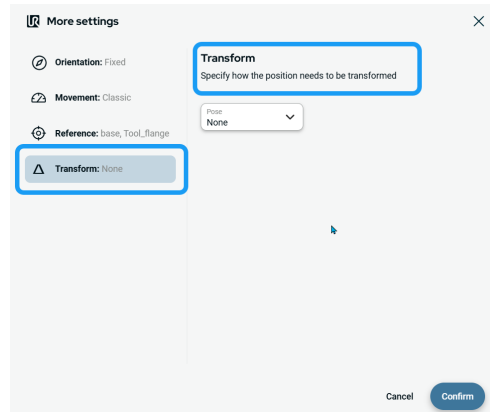 More settings
Orientation: Fixed
Movement: Classic
Reference: base, Tool_flange
Transform: None
Transform
Specify how the position needs to be transformed
Pose
None
Cancel
Confirm